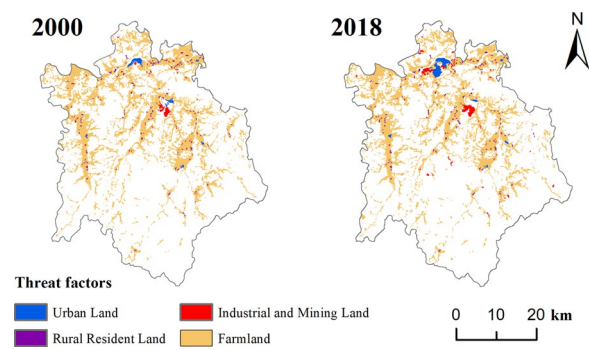 2000
2018
N
Threat factors
Urban Land
Industrial and Mining Land
Rural Resident Land
Farmland
0 10 20 km